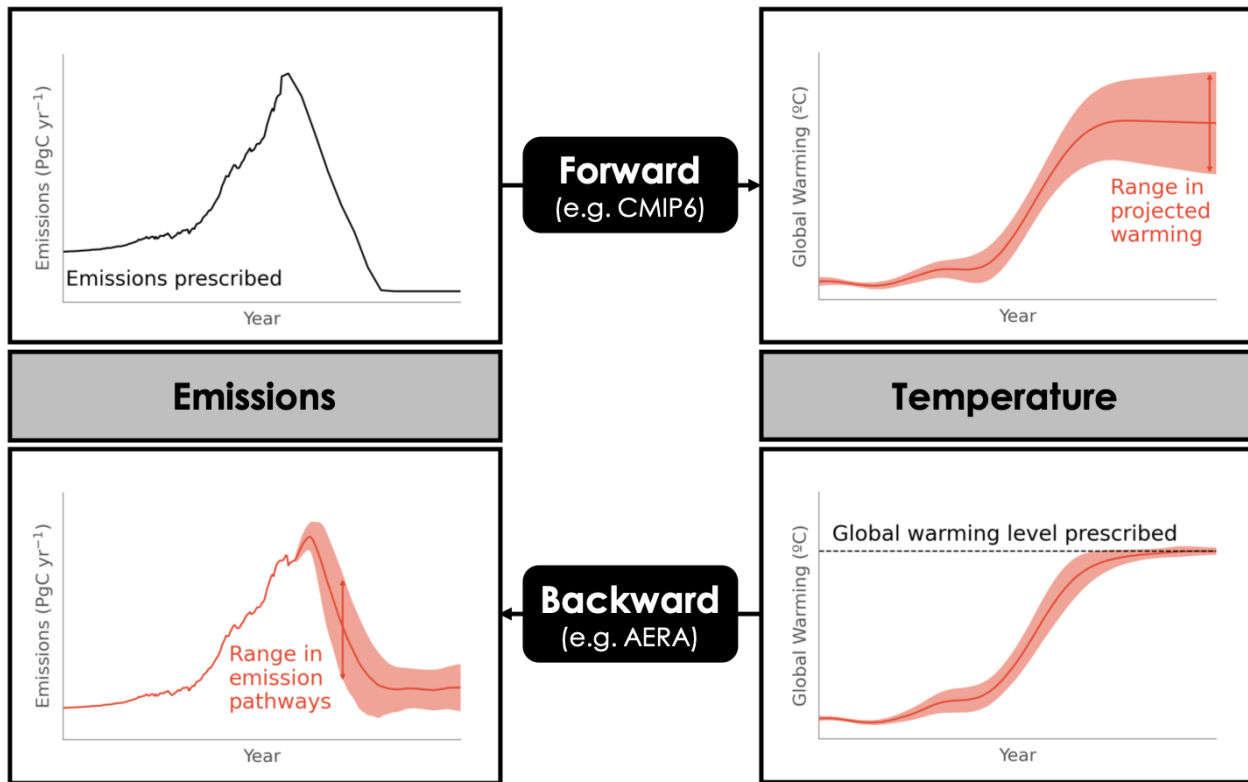 Emissions (PgC yr⁻¹)
Emissions prescribed
Year
Forward
(e.g. CMIP6)
Global Warming (ºC)
Range in
projected
warming
Year
Emissions
Temperature
Emissions (PgC yr⁻¹)
Range in
emission
pathways
Year
Backward
(e.g. AERA)
Global Warming (ºC)
Global warming level prescribed
Year